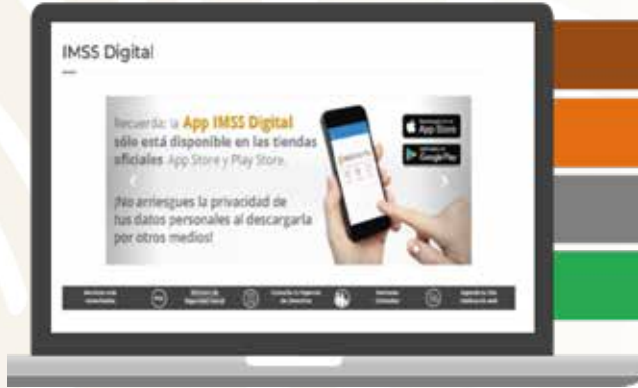 IMSS Digital
Recuerda: la App IMSS Digital
sólo está disponible en las tiendas
oficiales App Store y Play Store.
¡No arriesgues la privacidad de
tus datos personales al descargarla
por otros medios!
App Store
Google Play